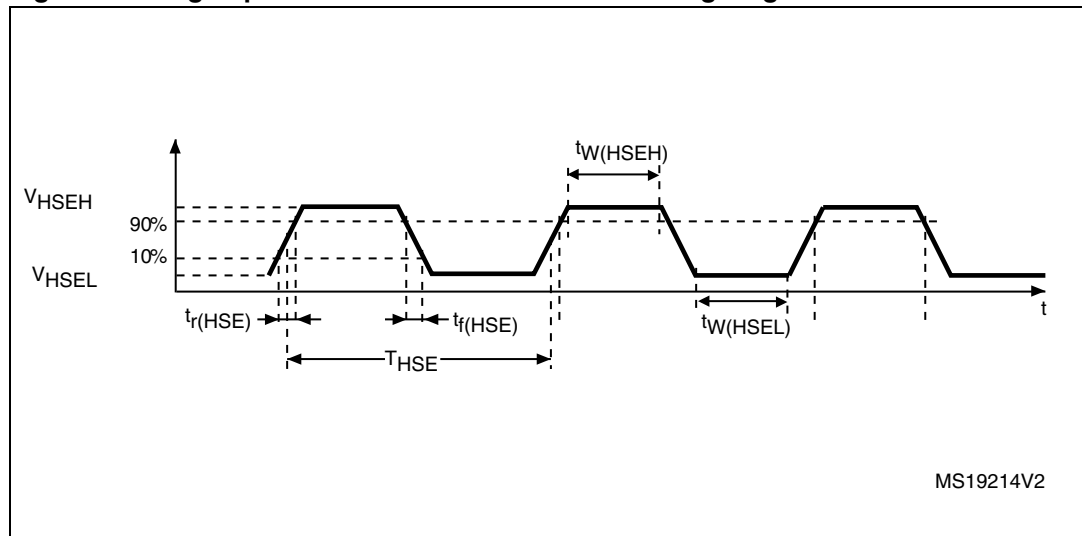 tW(HSEH)
VHSEH
90%
10%
VHSEL
tr(HSE)
tf(HSE)
tW(HSEL)
t
THSE
MS19214V2